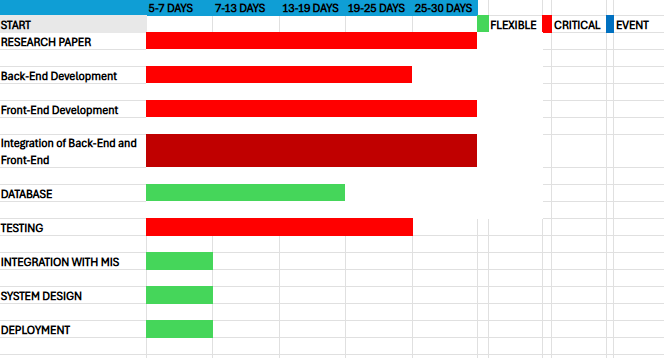 5-7 DAYS 7-13 DAYS 13-19 DAYS 19-25 DAYS 25-30 DAYS
START FLEXIBLE CRITICAL EVENT
RESEARCH PAPER
Back-End Development
Front-End Development
Integration of Back-End and
Front-End
DATABASE
TESTING
INTEGRATION WITH MIS
SYSTEM DESIGN
DEPLOYMENT